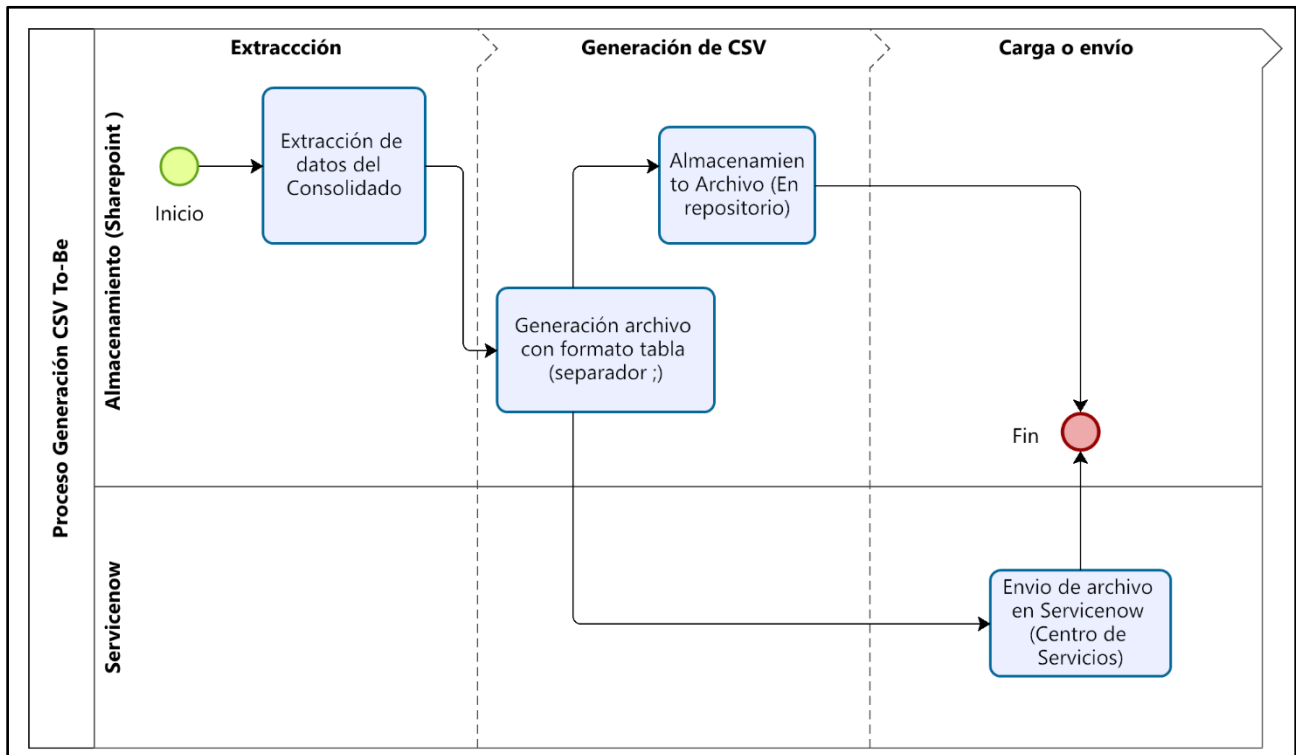 Proceso Generación CSV To-Be
Almacenamiento (Sharepoint )
Servicenow
Extraccción
Generación de CSV
Carga o envío
Inicio
Extracción de
datos del
Consolidado
Generación archivo
con formato tabla
(separador ;)
Almacenamien
to Archivo (En
repositorio)
Fin
Envio de archivo
en Servicenow
(Centro de
Servicios)